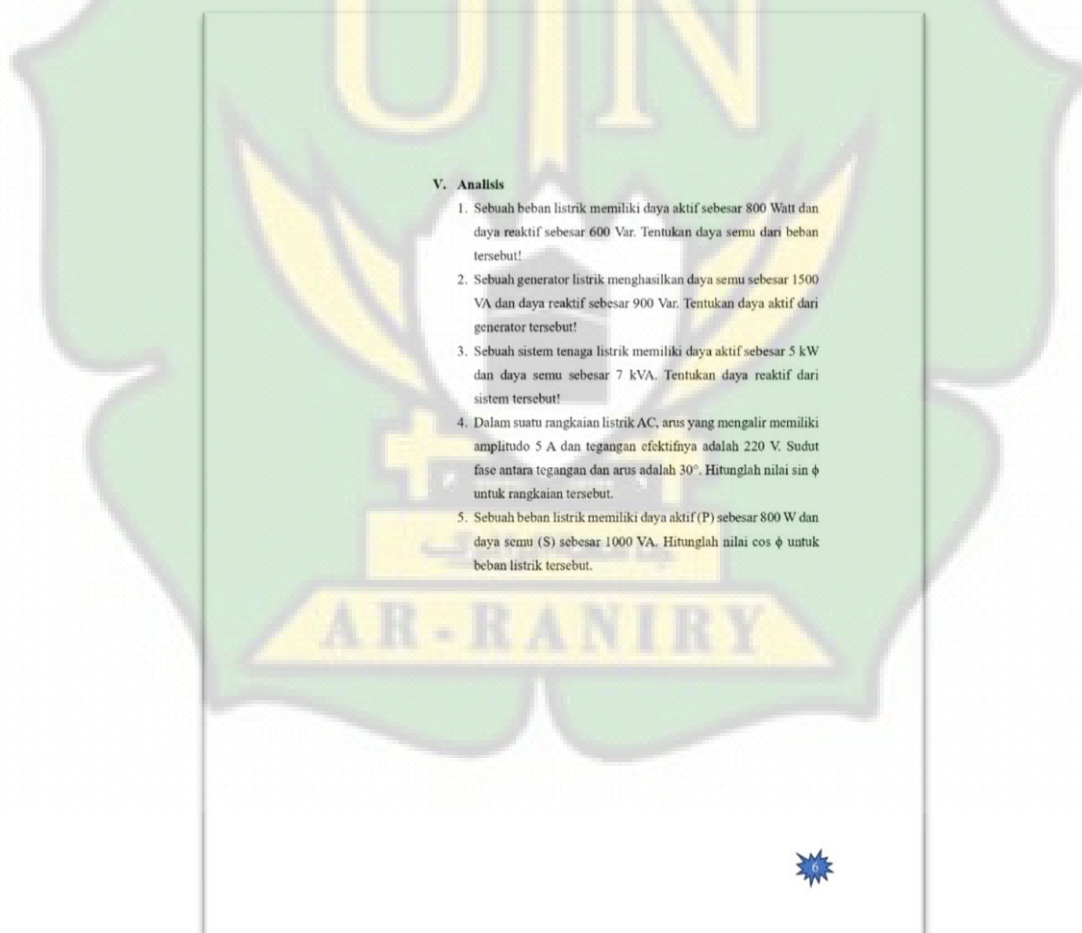 UIN
V. Analisis
1. Sebuah beban listrik memiliki daya aktif sebesar 800 Watt dan
daya reaktif sebesar 600 Var. Tentukan daya semu dari beban
tersebut!
2. Sebuah generator listrik menghasilkan daya semu sebesar 1500
VA dan daya reaktif sebesar 900 Var. Tentukan daya aktif dari
generator tersebut!
3. Sebuah sistem tenaga listrik memiliki daya aktif sebesar 5 kW
dan daya semu sebesar 7 kVA. Tentukan daya reaktif dari
sistem tersebut!
4. Dalam suatu rangkaian listrik AC, arus yang mengalir memiliki
amplitudo 5 A dan tegangan efektifnya adalah 220 V. Sudut
fase antara tegangan dan arus adalah 30°. Hitunglah nilai sin ϕ
untuk rangkaian tersebut.
5. Sebuah beban listrik memiliki daya aktif (P) sebesar 800 W dan
daya semu (S) sebesar 1000 VA. Hitunglah nilai cos ϕ untuk
beban listrik tersebut.
AR-RANIRY
6